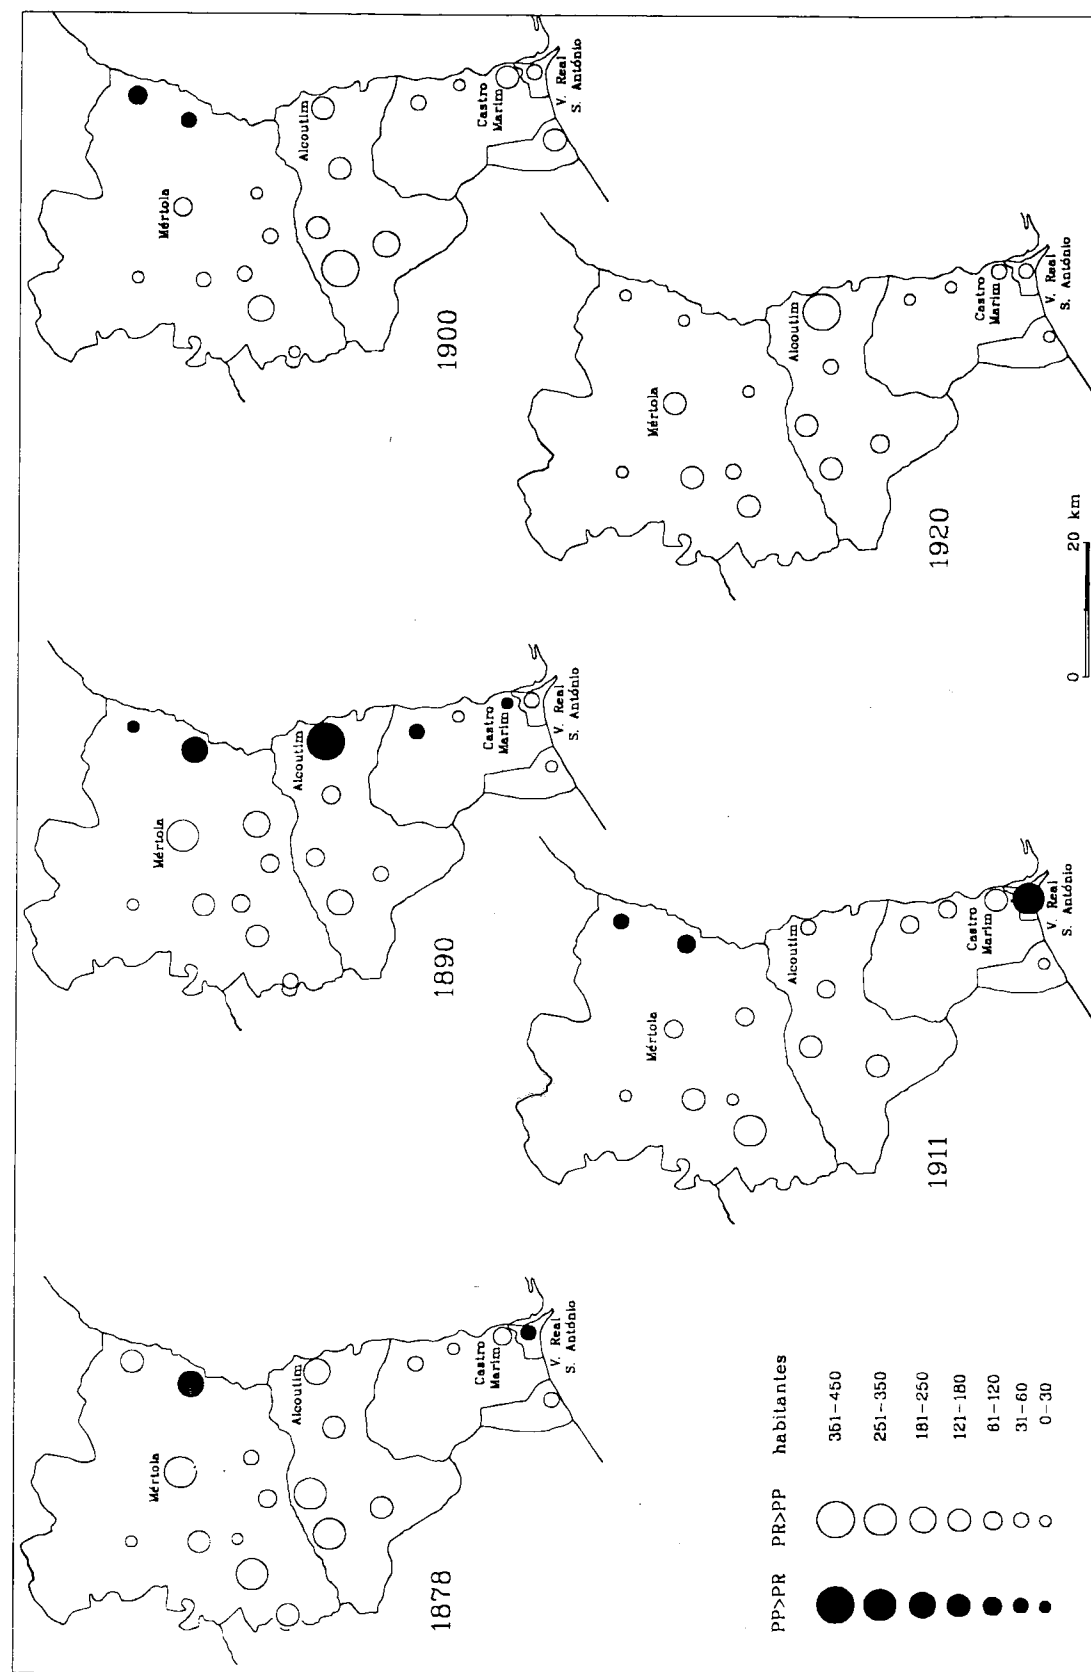 Mértola
Alcoutim
Castro
Marim
V. Real
S. António
1878
Mértola
Alcoutim
Castro
Marim
V. Real
S. António
1890
Mértola
Alcoutim
Castro
Marim
V. Real
S. António
1900
PP>PR PR>PP habitantes
351-450
251-350
181-250
121-180
61-120
31-60
0-30
Mértola
Alcoutim
Castro
Marim
V. Real
S. António
1911
Mértola
Alcoutim
Castro
Marim
V. Real
S. António
1920
0 20 km